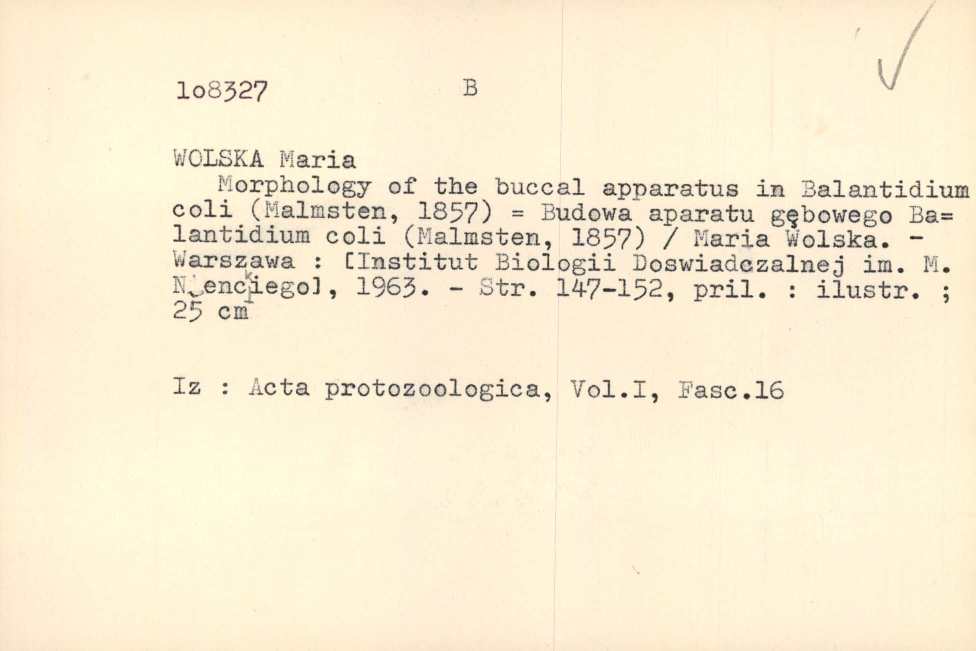 lo8327 B
WOLSKA Maria
Morphology of the buccal apparatus in Balantidium
coli (Malmsten, 1857) = Budowa aparatu gębowego Ba=
lantidium coli (Malmsten, 1857) / Maria Wolska. -
Warszawa : [Institut Biologii Doswiadczalnej im. M.
Nenckiego], 1963. - Str. 147-152, pril. : ilustr. ;
25 cm
Iz : Acta protozoologica, Vol.I, Fasc.16